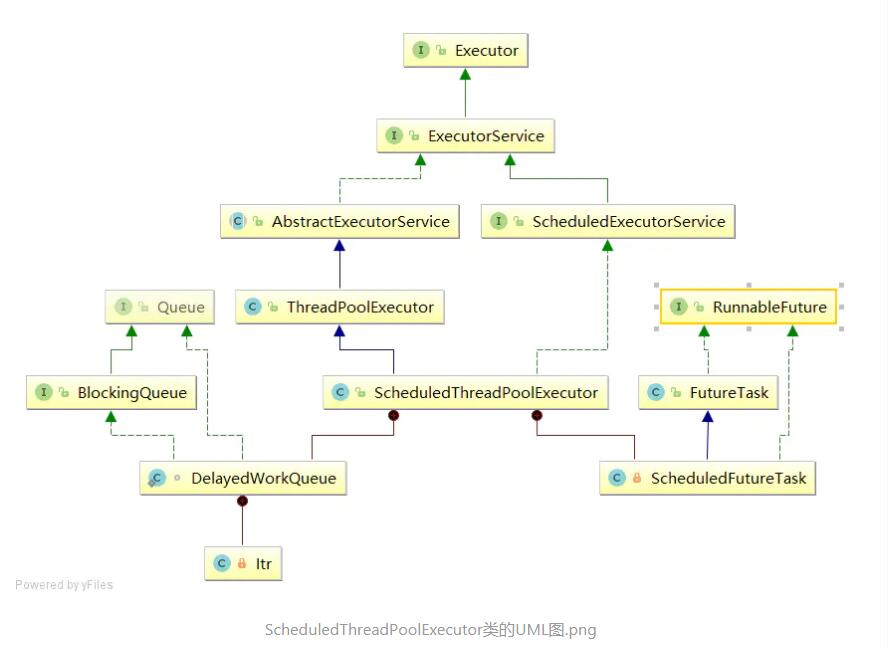 Executor
ExecutorService
AbstractExecutorService
ScheduledExecutorService
Queue
ThreadPoolExecutor
RunnableFuture
BlockingQueue
ScheduledThreadPoolExecutor
FutureTask
DelayedWorkQueue
ScheduledFutureTask
Itr
Powered by yFiles
ScheduledThreadPoolExecutor类的UML图.png